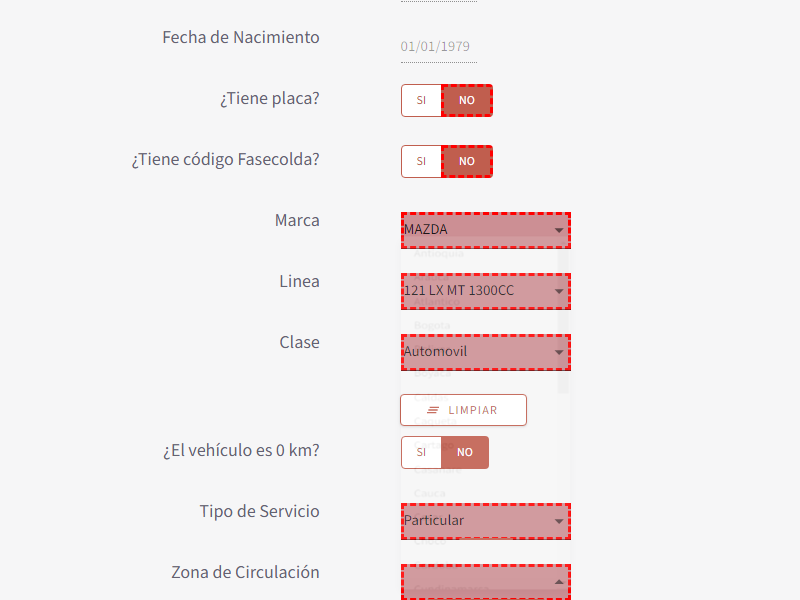 Fecha de Nacimiento
01/01/1979
¿Tiene placa?
SI NO
¿Tiene código Fasecolda?
SI NO
Marca
MAZDA
Linea
121 LX MT 1300CC
Clase
Automovil
LIMPIAR
¿El vehículo es 0 km?
SI NO
Tipo de Servicio
Particular
Zona de Circulación